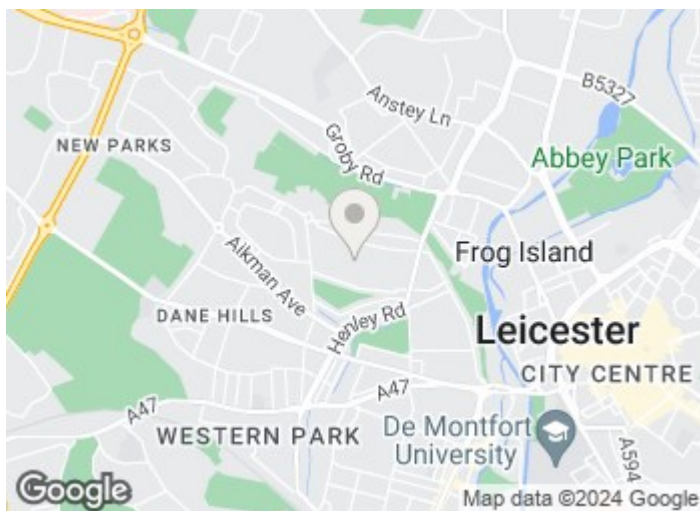 B5327
Anstey Ln
Groby Rd
NEW PARKS
Abbey Park
Aikman Ave
Frog Island
DANE HILLS
Henley Rd
Leicester
CITY CENTRE
A47
A47
WESTERN PARK
De Montfort
University
A594
Google
Map data ©2024 Google